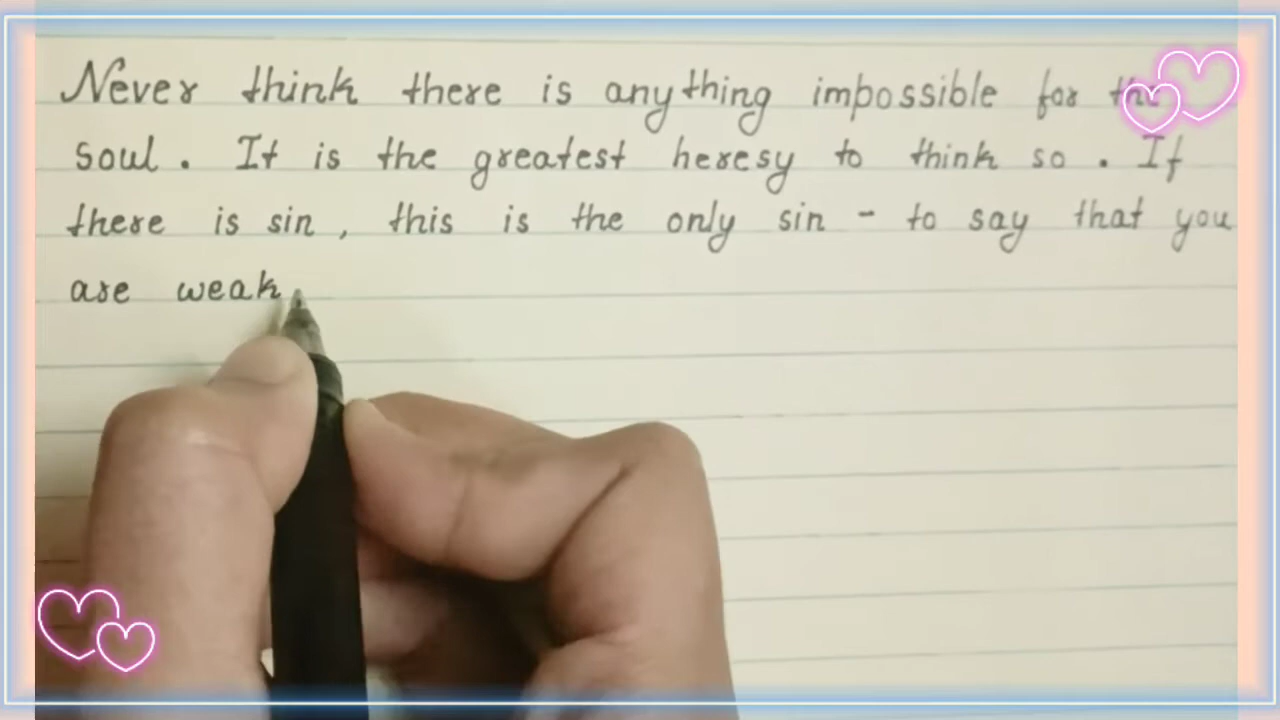 Never think there is anything impossible for the
soul. It is the greatest heresy to think so. If
there is sin, this is the only sin - to say that you
are weak